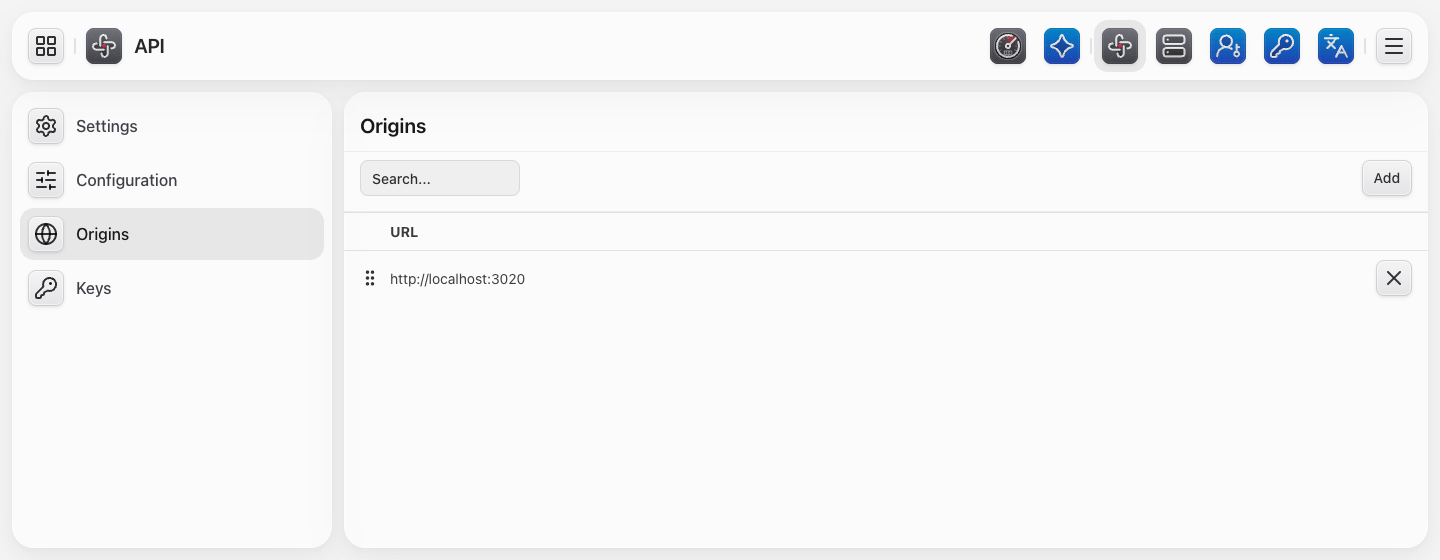 API
Settings
Configuration
Origins
Keys
Origins
Search...
Add
URL
http://localhost:3020